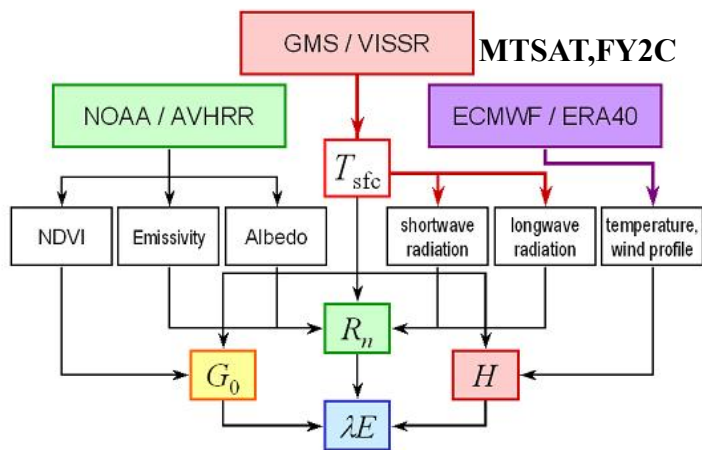 GMS / VISSR
MTSAT,FY2C
NOAA / AVHRR
ECMWF / ERA40
Tsfc
NDVI
Emissivity
Albedo
shortwave
radiation
longwave
radiation
temperature,
wind profile
Rn
G0
H
λE